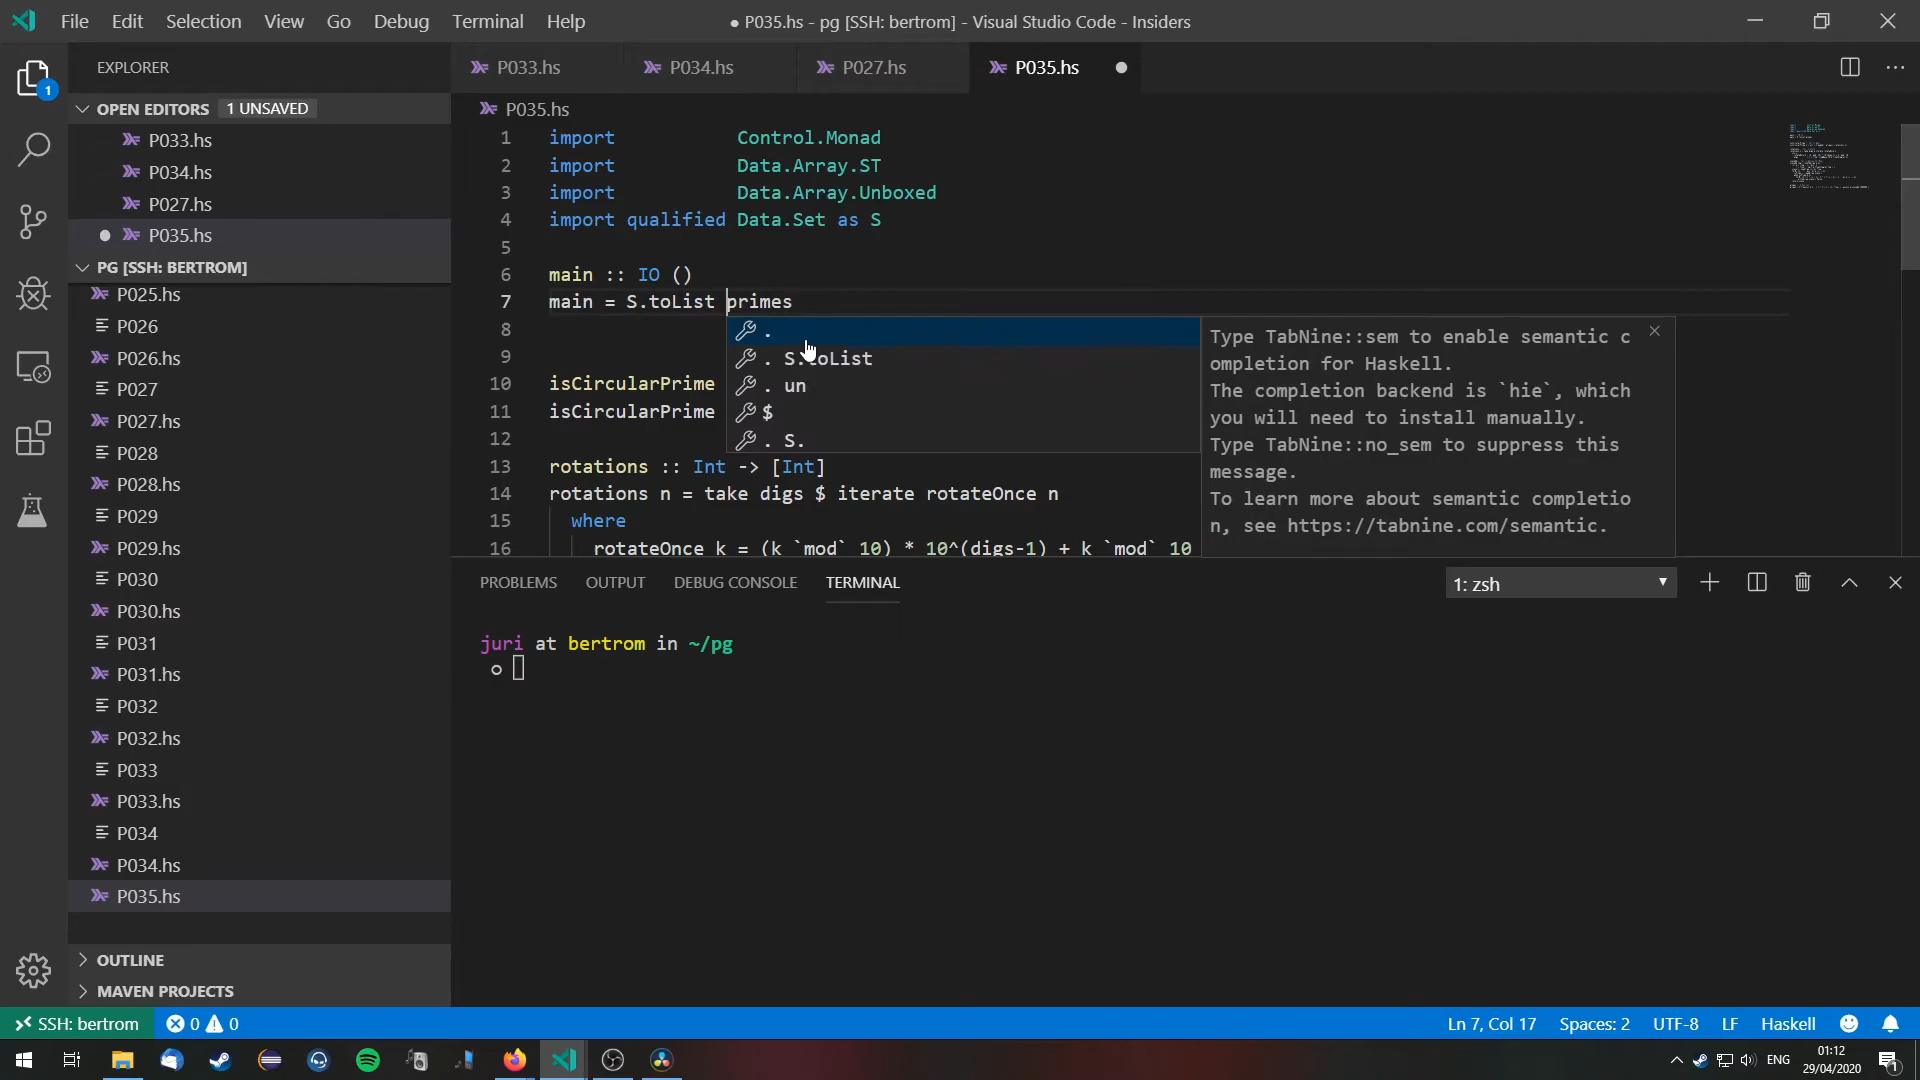 File Edit Selection View Go Debug Terminal Help
● P035.hs - pg [SSH: bertrom] - Visual Studio Code - Insiders
EXPLORER
OPEN EDITORS 1 UNSAVED
P033.hs
P034.hs
P027.hs
P035.hs
PG [SSH: BERTROM]
P025.hs
P026
P026.hs
P027
P027.hs
P028
P028.hs
P029
P029.hs
P030
P030.hs
P031
P031.hs
P032
P032.hs
P033
P033.hs
P034
P034.hs
P035.hs
OUTLINE
MAVEN PROJECTS
1
P033.hs P034.hs P027.hs P035.hs
P035.hs
1 import Control.Monad
2 import Data.Array.ST
3 import Data.Array.Unboxed
4 import qualified Data.Set as S
5
6 main :: IO ()
7 main = S.toList primes
8
9
10 isCircularPrime
11 isCircularPrime
12
13 rotations :: Int -> [Int]
14 rotations n = take digs $ iterate rotateOnce n
15 where
16 rotateOnce k = (k `mod` 10) * 10^(digs-1) + k `mod` 10
.
. S.toList
. un
$
. S.
Type TabNine::sem to enable semantic c
ompletion for Haskell.
The completion backend is `hie`, which
you will need to install manually.
Type TabNine::no_sem to suppress this
message.
To learn more about semantic completio
n, see https://tabnine.com/semantic.
PROBLEMS OUTPUT DEBUG CONSOLE TERMINAL
1: zsh
juri at bertrom in ~/pg
SSH: bertrom 0 0
Ln 7, Col 17 Spaces: 2 UTF-8 LF Haskell
ENG
01:12
29/04/2020
1